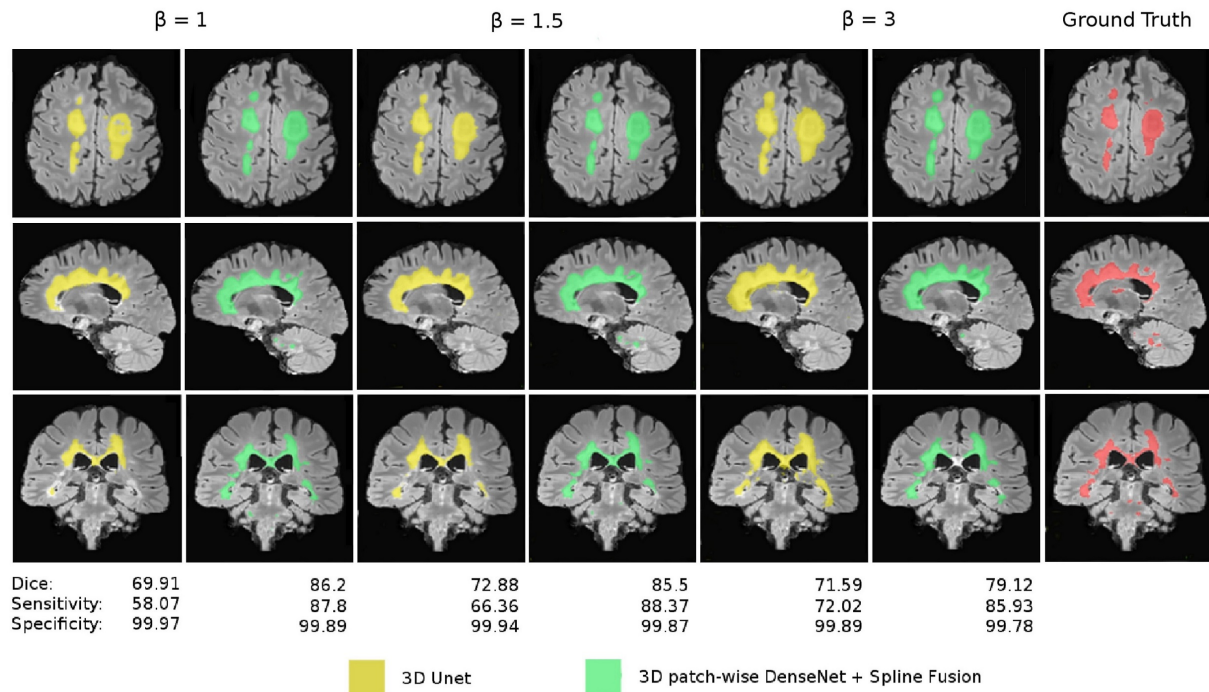 β = 1 β = 1.5 β = 3 Ground Truth
Dice: 69.91 86.2 72.88 85.5 71.59 79.12
Sensitivity: 58.07 87.8 66.36 88.37 72.02 85.93
Specificity: 99.97 99.89 99.94 99.87 99.89 99.78
3D Unet 3D patch-wise DenseNet + Spline Fusion